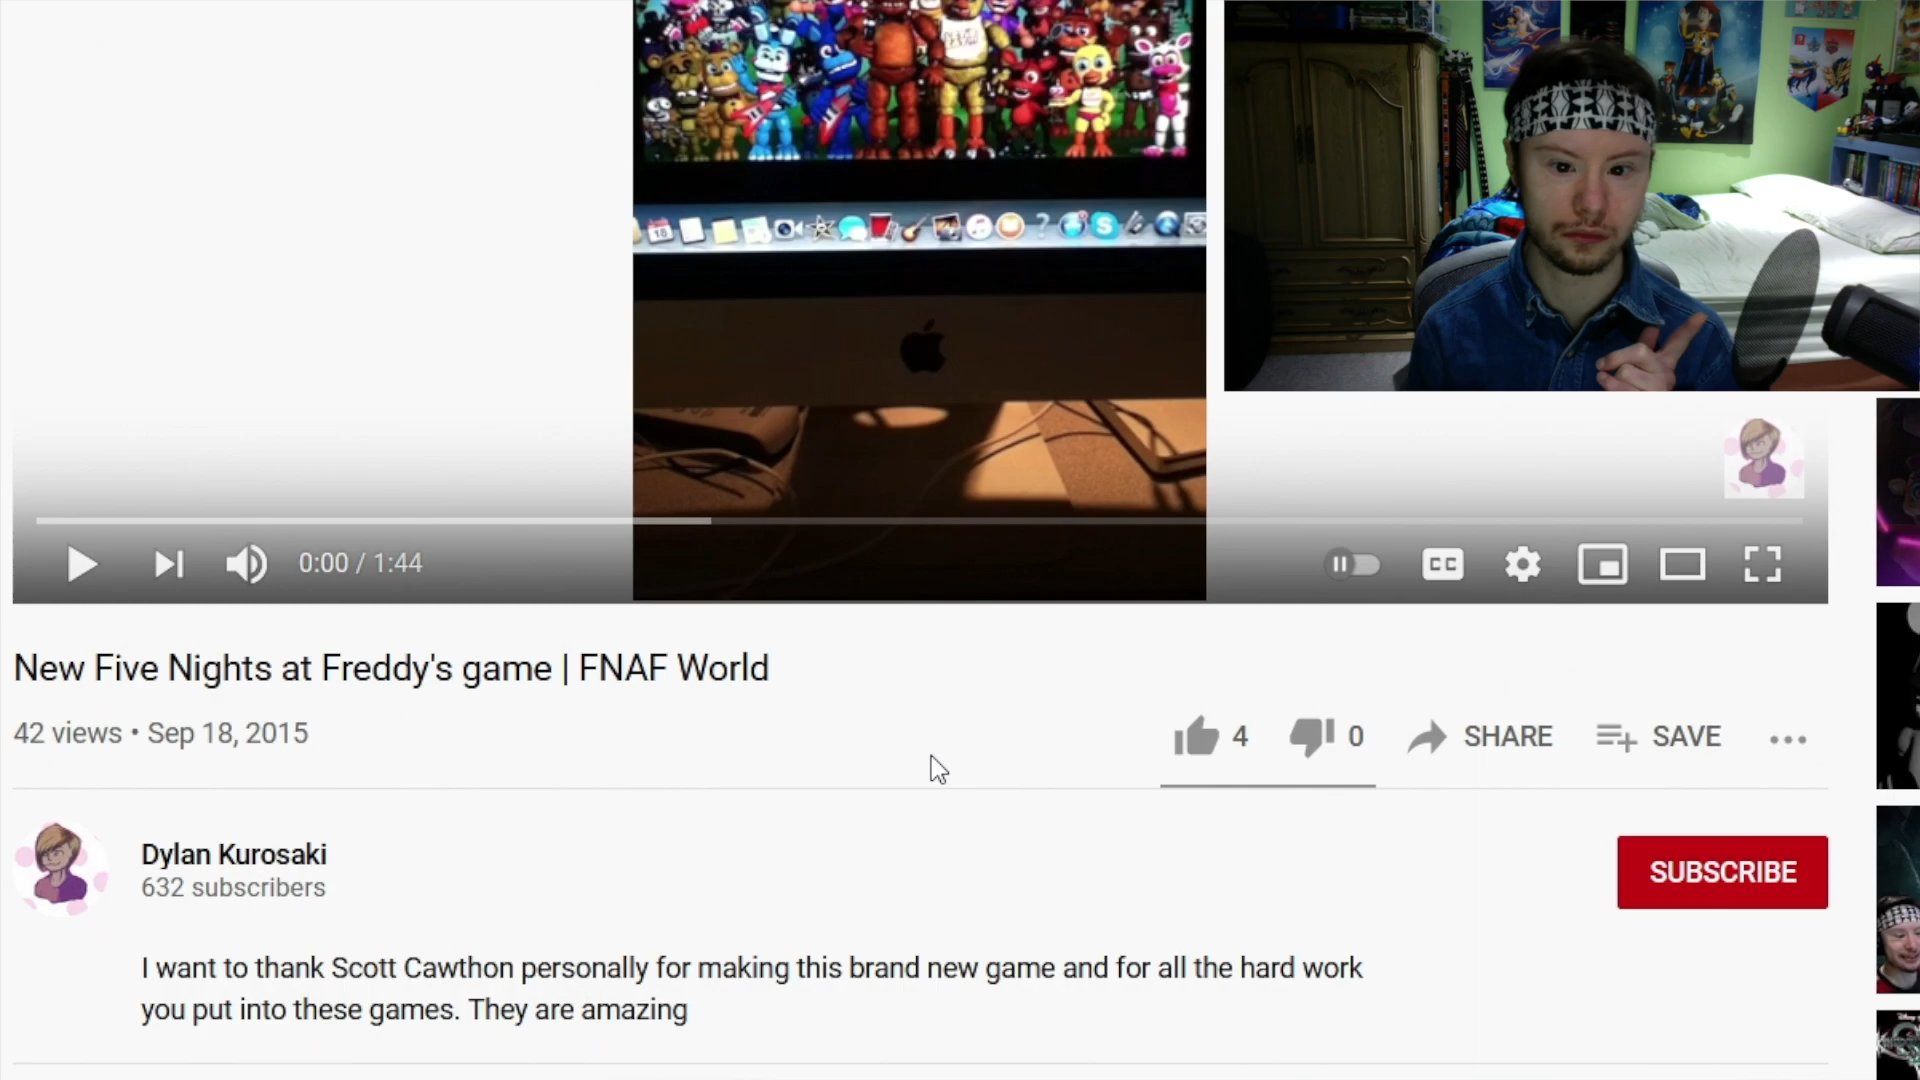 18
0:00 / 1:44
CC
New Five Nights at Freddy's game | FNAF World
42 views • Sep 18, 2015
4
0
SHARE
SAVE
Dylan Kurosaki
632 subscribers
SUBSCRIBE
I want to thank Scott Cawthon personally for making this brand new game and for all the hard work
you put into these games. They are amazing